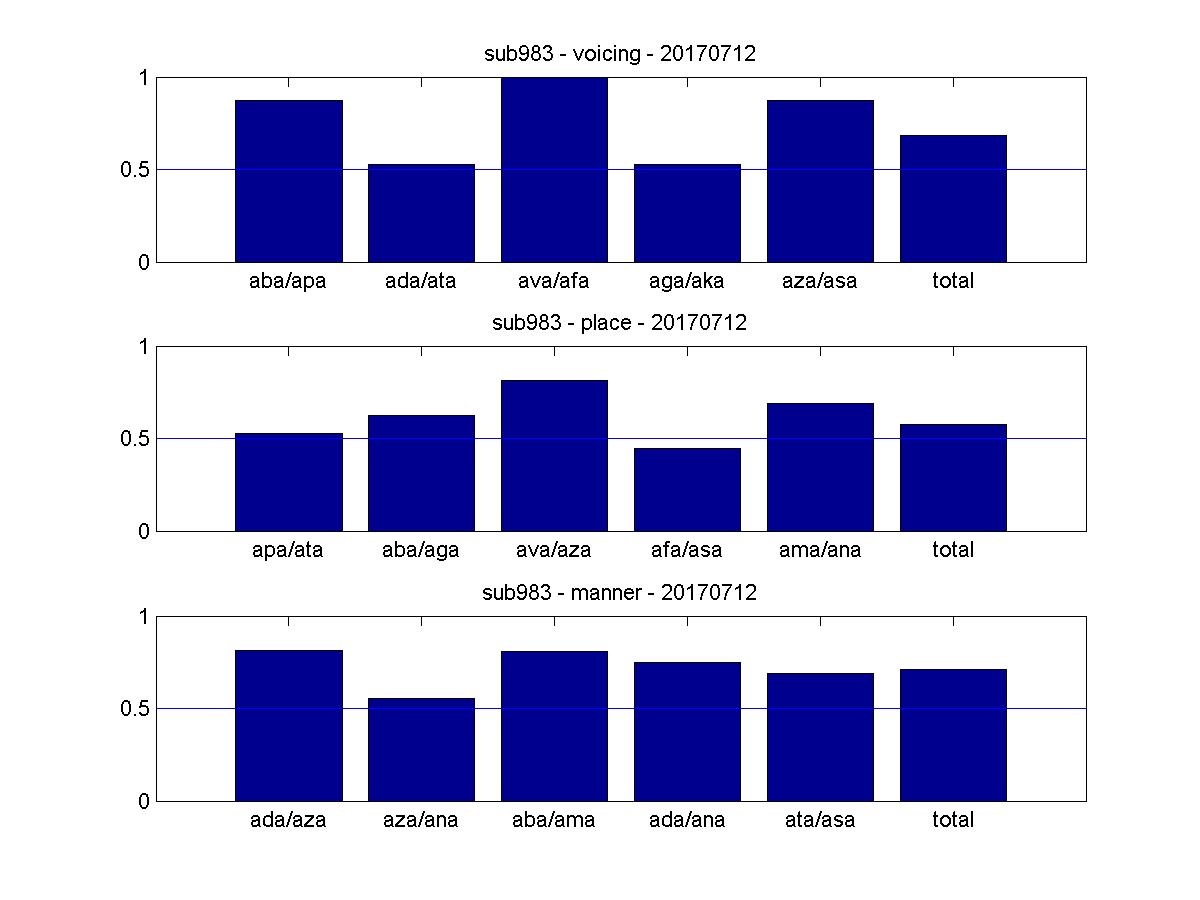 sub983 - voicing - 20170712
1
0.5
0
aba/apa ada/ata ava/afa aga/aka aza/asa total
sub983 - place - 20170712
1
0.5
0
apa/ata aba/aga ava/aza afa/asa ama/ana total
sub983 - manner - 20170712
1
0.5
0
ada/aza aza/ana aba/ama ada/ana ata/asa total